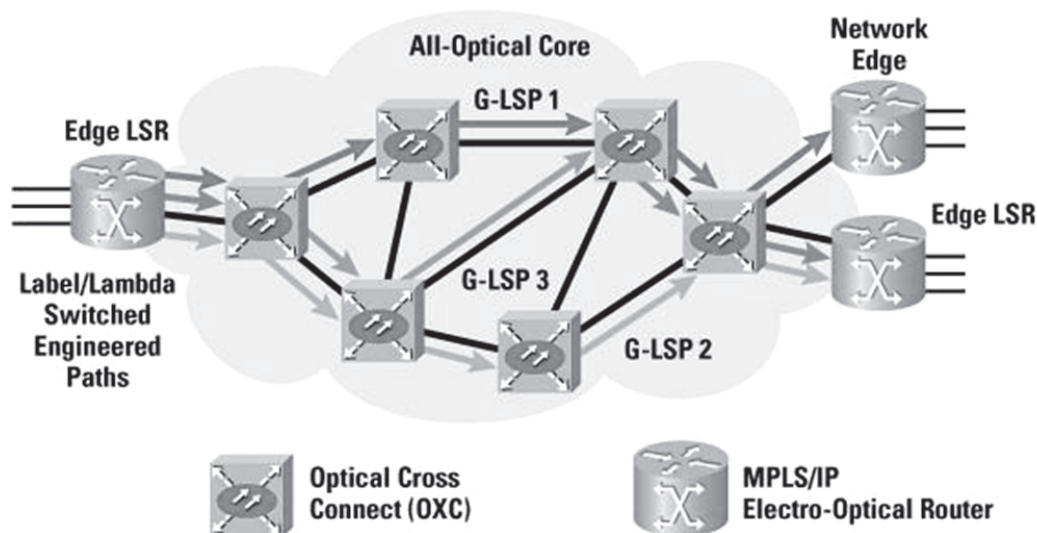 All-Optical Core
Network
Edge
G-LSP 1
Edge LSR
Edge LSR
Label/Lambda
Switched
Engineered
Paths
G-LSP 3
G-LSP 2
Optical Cross
Connect (OXC)
MPLS/IP
Electro-Optical Router